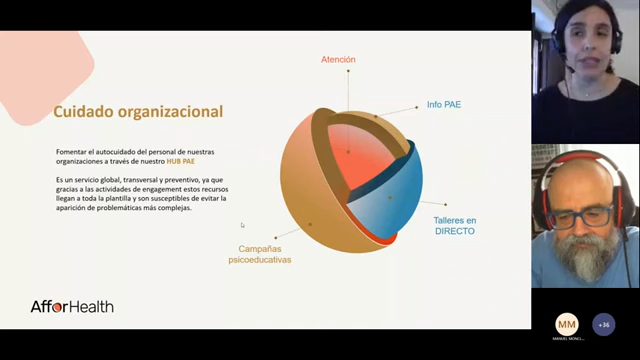 Atención
Info PAE
Cuidado organizacional
Fomentar el autocuidado del personal de nuestras
organizaciones a través de nuestro HUB PAE
Es un servicio global, transversal y preventivo, ya que
gracias a las actividades de engagement estos recursos
llegan a toda la plantilla y son susceptibles de evitar la
aparición de problemáticas más complejas.
Talleres en
DIRECTO
Campañas
psicoeducativas
AfforHealth
MM
+36